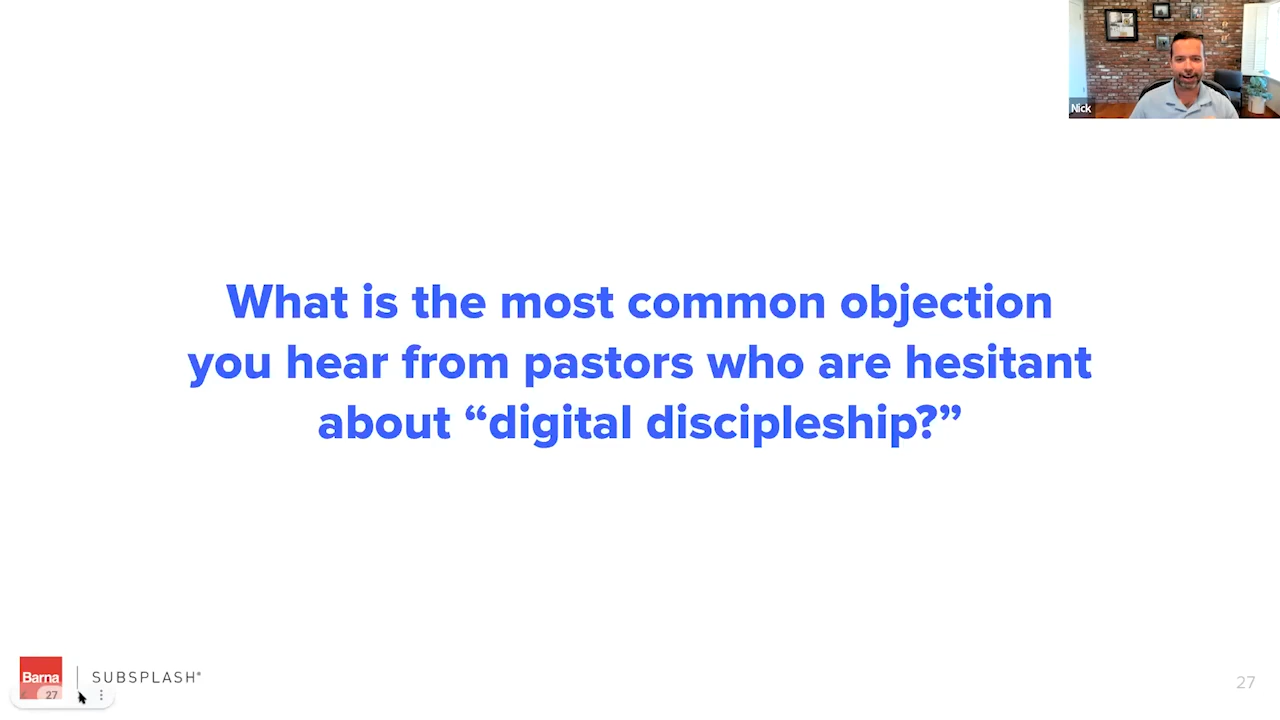 Nick
What is the most common objection
you hear from pastors who are hesitant
about “digital discipleship?”
Barna
SUBSPLASH®
27
27